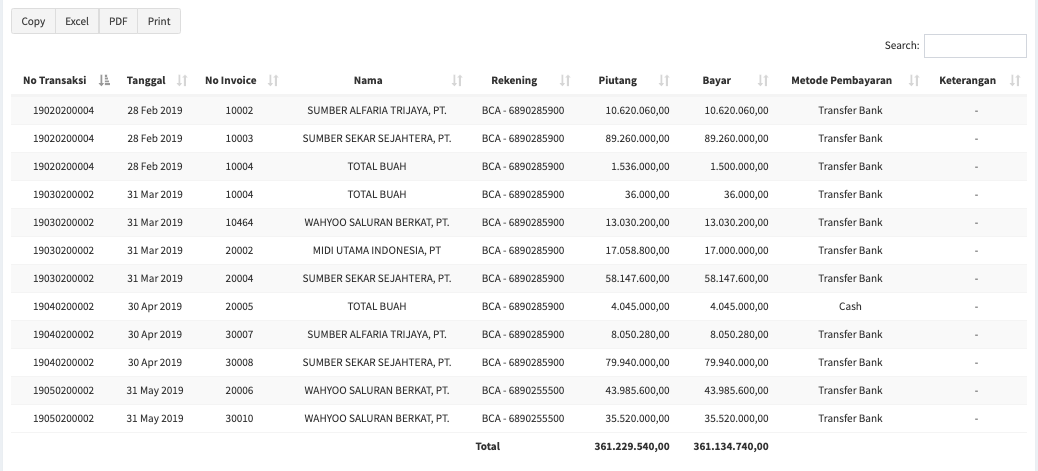 Copy Excel PDF Print
Search:
No Transaksi Tanggal No Invoice Nama Rekening Piutang Bayar Metode Pembayaran Keterangan
19020200004 28 Feb 2019 10002 SUMBER ALFARIA TRIJAYA, PT. BCA - 6890285900 10.620.060,00 10.620.060,00 Transfer Bank -
19020200004 28 Feb 2019 10003 SUMBER SEKAR SEJAHTERA, PT. BCA - 6890285900 89.260.000,00 89.260.000,00 Transfer Bank -
19020200004 28 Feb 2019 10004 TOTAL BUAH BCA - 6890285900 1.536.000,00 1.500.000,00 Transfer Bank -
19030200002 31 Mar 2019 10004 TOTAL BUAH BCA - 6890285900 36.000,00 36.000,00 Transfer Bank -
19030200002 31 Mar 2019 10464 WAHYOO SALURAN BERKAT, PT. BCA - 6890285900 13.030.200,00 13.030.200,00 Transfer Bank -
19030200002 31 Mar 2019 20002 MIDI UTAMA INDONESIA, PT BCA - 6890285900 17.058.800,00 17.000.000,00 Transfer Bank -
19030200002 31 Mar 2019 20004 SUMBER SEKAR SEJAHTERA, PT. BCA - 6890285900 58.147.600,00 58.147.600,00 Transfer Bank -
19040200002 30 Apr 2019 20005 TOTAL BUAH BCA - 6890285900 4.045.000,00 4.045.000,00 Cash -
19040200002 30 Apr 2019 30007 SUMBER ALFARIA TRIJAYA, PT. BCA - 6890285900 8.050.280,00 8.050.280,00 Transfer Bank -
19040200002 30 Apr 2019 30008 SUMBER SEKAR SEJAHTERA, PT. BCA - 6890285900 79.940.000,00 79.940.000,00 Transfer Bank -
19050200002 31 May 2019 20006 WAHYOO SALURAN BERKAT, PT. BCA - 6890255500 43.985.600,00 43.985.600,00 Transfer Bank -
19050200002 31 May 2019 30010 WAHYOO SALURAN BERKAT, PT. BCA - 6890255500 35.520.000,00 35.520.000,00 Transfer Bank -
Total 361.229.540,00 361.134.740,00